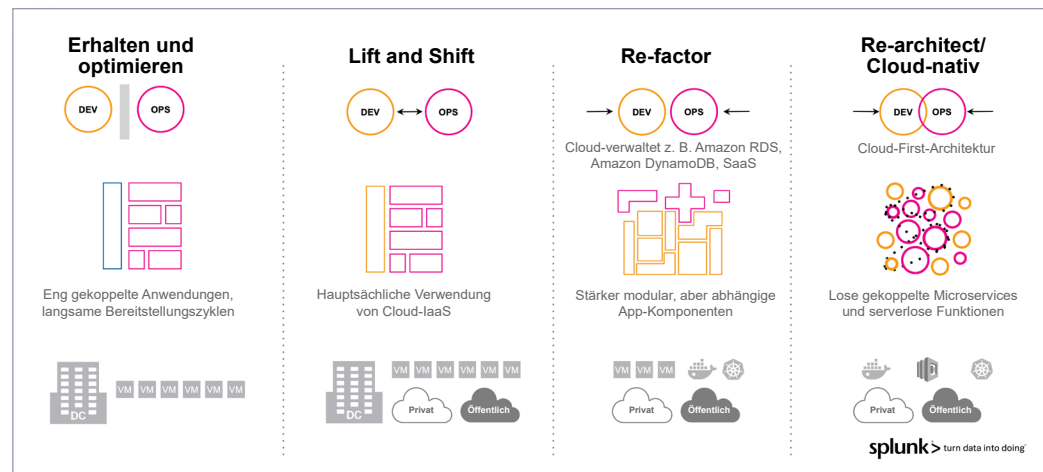 Erhalten und
optimieren
DEV
OPS
Eng gekoppelte Anwendungen,
langsame Bereitstellungszyklen
DC
VM VM VM VM VM VM
Lift and Shift
DEV
OPS
Hauptsächliche Verwendung
von Cloud-IaaS
DC
VM VM VM VM VM VM
Privat
Öffentlich
Re-factor
DEV
OPS
Cloud-verwaltet z. B. Amazon RDS,
Amazon DynamoDB, SaaS
Stärker modular, aber abhängige
App-Komponenten
VM VM VM
Privat
Öffentlich
Re-architect/
Cloud-nativ
DEV
OPS
Cloud-First-Architektur
Lose gekoppelte Microservices
und serverlose Funktionen
Privat
Öffentlich
splunk> turn data into doing